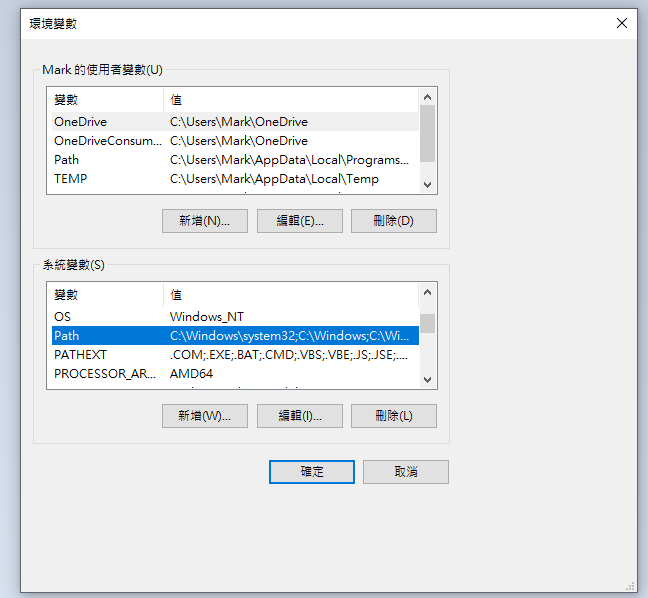 環境變數
Mark 的使用者變數(U)
變數 值
OneDrive C:\Users\Mark\OneDrive
OneDriveConsum... C:\Users\Mark\OneDrive
Path C:\Users\Mark\AppData\Local\Programs...
TEMP C:\Users\Mark\AppData\Local\Temp
新增(N)... 編輯(E)... 刪除(D)
系統變數(S)
變數 值
OS Windows_NT
Path C:\Windows\system32;C:\Windows;C:\Wi...
PATHEXT .COM;.EXE;.BAT;.CMD;.VBS;.VBE;.JS;.JSE;....
PROCESSOR_AR... AMD64
新增(W)... 編輯(I)... 刪除(L)
確定 取消